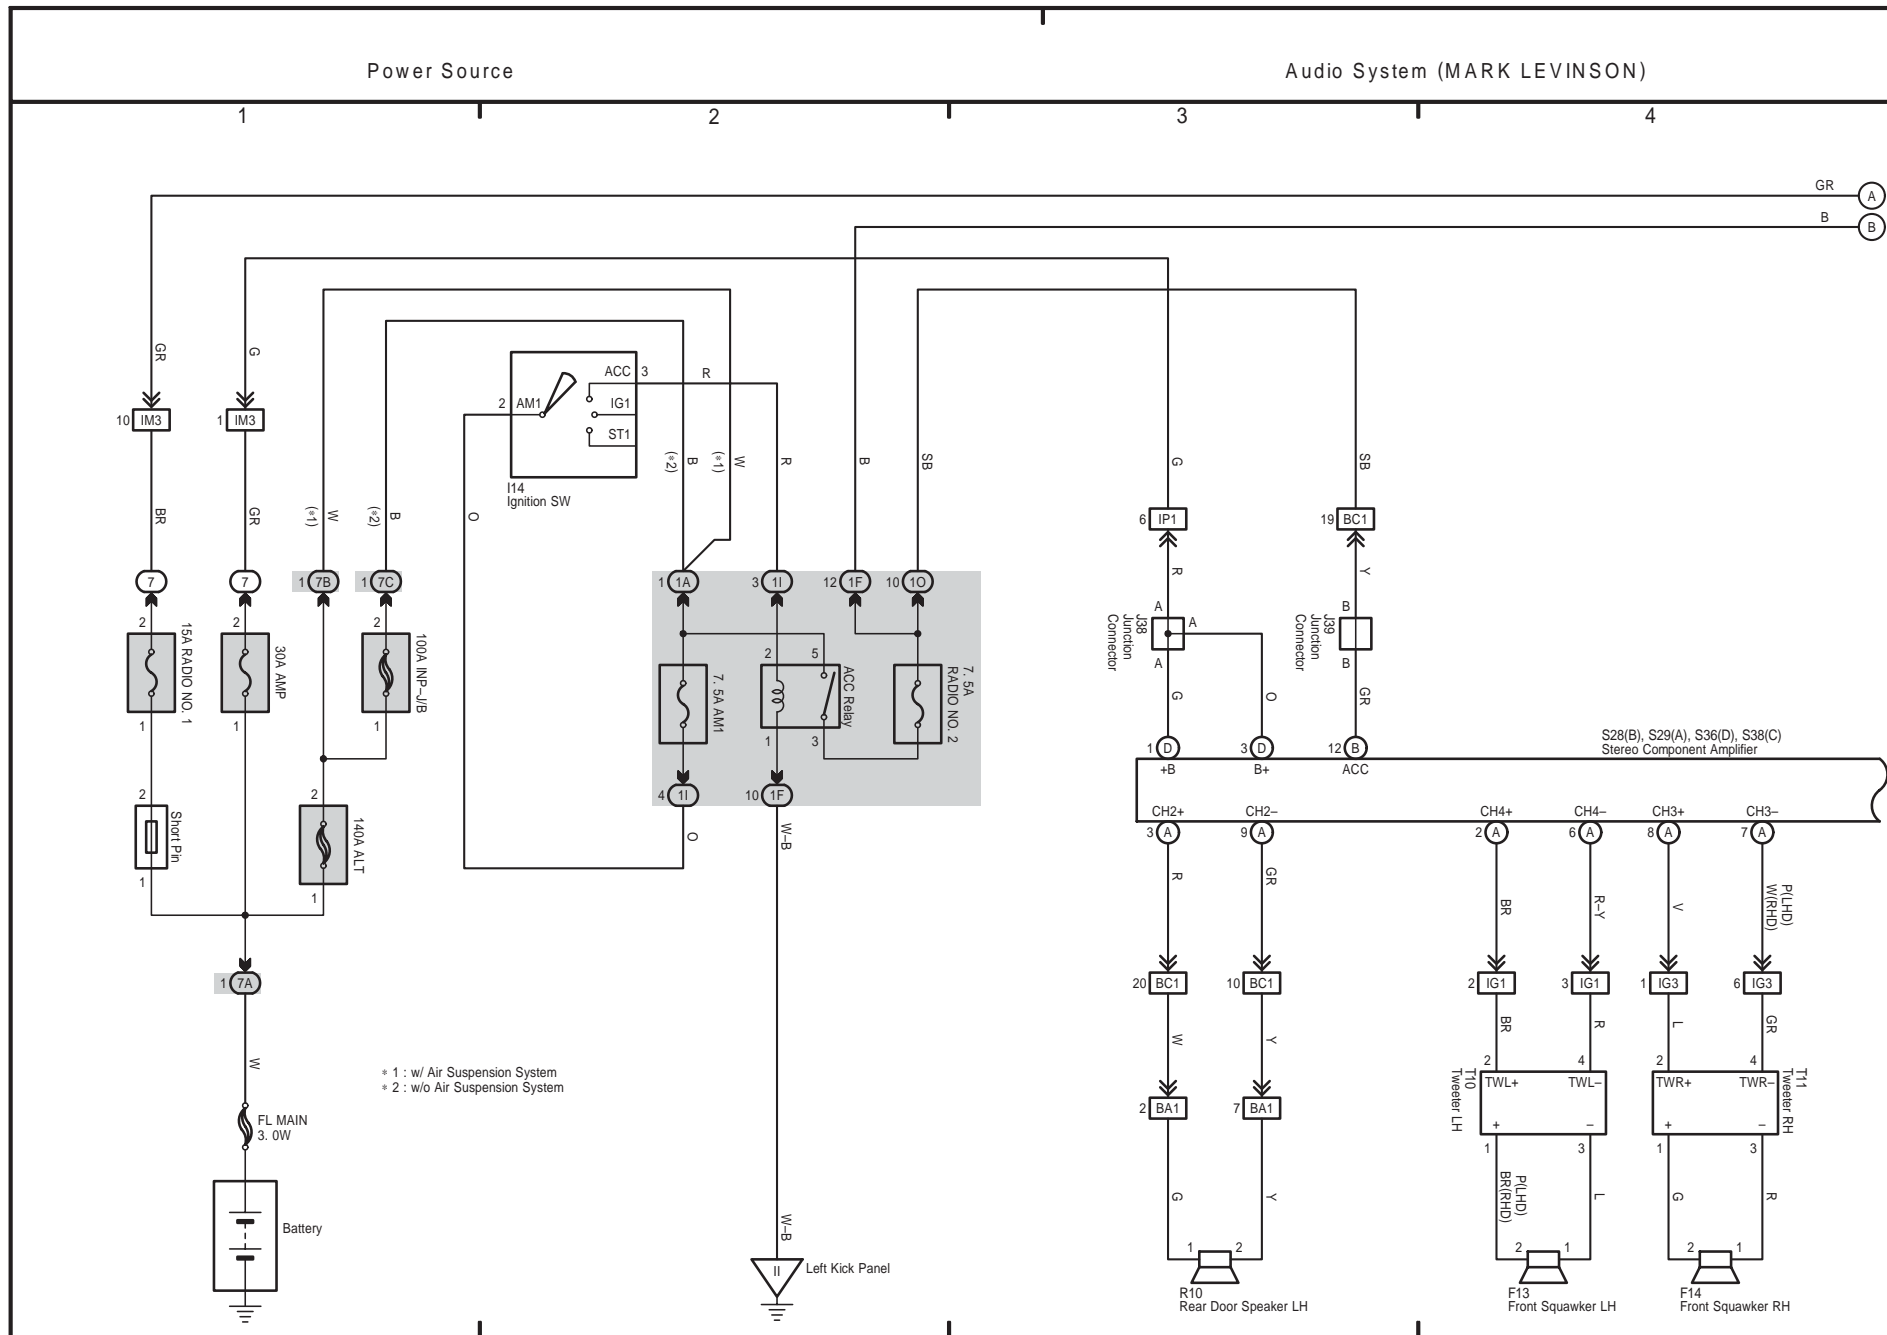 Power Source
Audio System (MARK LEVINSON)
1
2
3
4
GR
A
B
B
GR
G
ACC
3
R
2
AM1
IG1
ST1
I14
Ignition SW
10
IM3
1
IM3
BR
GR
W
(*1)
B
(*2)
O
B
(*2)
W
(*1)
R
B
SB
G
SB
6
IP1
19
BC1
R
Y
7
7
1
7B
1
7C
1
1A
3
1I
12
1F
10
1O
A
A
A
J38
Junction
Connector
B
B
J39
Junction
Connector
2
15A RADIO NO. 1
1
2
30A AMP
1
2
100A INP–J/B
1
7. 5A AM1
2
5
1
3
ACC Relay
7. 5A
RADIO NO. 2
G
O
GR
2
Short Pin
1
2
140A ALT
1
4
1I
10
1F
O
W–B
1
D
3
D
12
B
+B
B+
ACC
S28(B), S29(A), S36(D), S38(C)
Stereo Component Amplifier
CH2+
CH2–
CH4+
CH4–
CH3+
CH3–
3
A
9
A
2
A
6
A
8
A
7
A
R
GR
BR
R–Y
V
P(LHD)
W(RHD)
1
7A
20
BC1
10
BC1
2
IG1
3
IG1
1
IG3
6
IG3
W
W
Y
BR
R
L
GR
* 1 : w/ Air Suspension System
* 2 : w/o Air Suspension System
2
BA1
7
BA1
2
4
TWL+
TWL–
+
–
1
3
T10
Tweeter LH
2
4
TWR+
TWR–
+
–
1
3
T11
Tweeter RH
FL MAIN
3. 0W
Battery
W–B
II
Left Kick Panel
G
Y
P(LHD)
BR(RHD)
L
G
R
1
2
R10
Rear Door Speaker LH
2
1
F13
Front Squawker LH
2
1
F14
Front Squawker RH